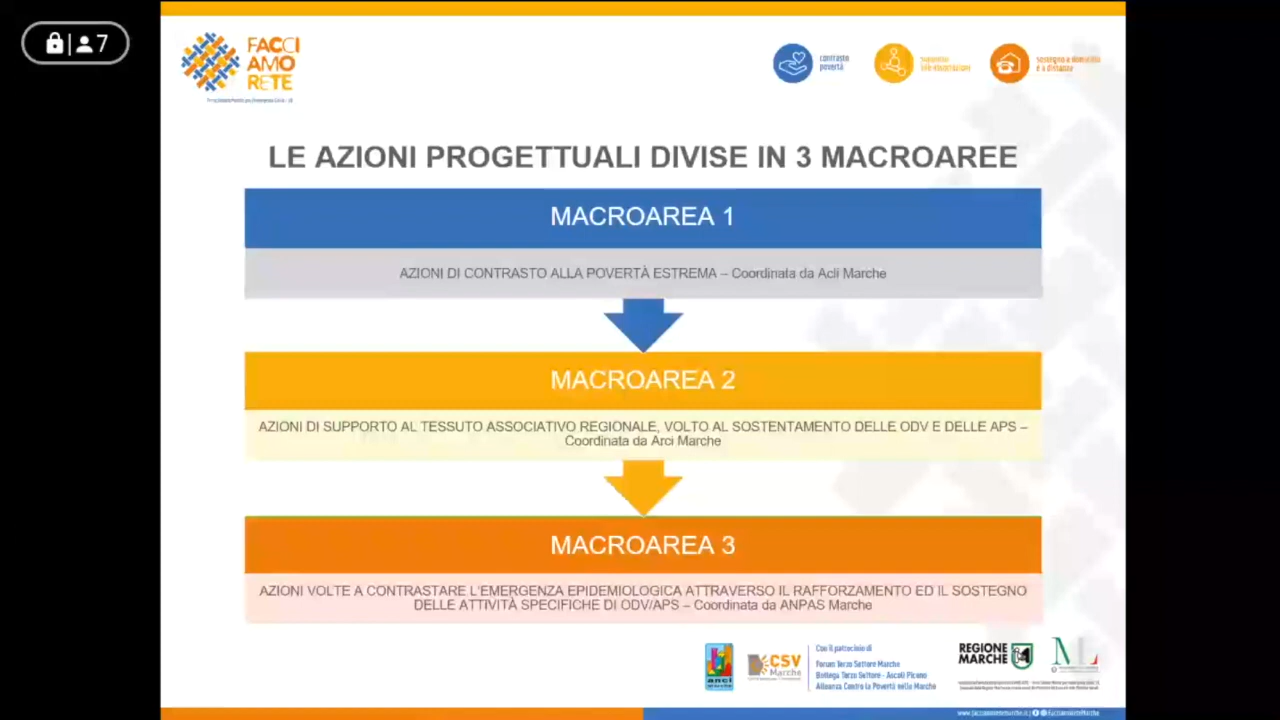 7
FACCI
AMO
RETE
contrasto
povertà
sostegno a domicilio
e a distanza
LE AZIONI PROGETTUALI DIVISE IN 3 MACROAREE
MACROAREA 1
AZIONI DI CONTRASTO ALLA POVERTÀ ESTREMA – Coordinata da Acli Marche
MACROAREA 2
AZIONI DI SUPPORTO AL TESSUTO ASSOCIATIVO REGIONALE, VOLTO AL SOSTENTAMENTO DELLE ODV E DELLE APS –
Coordinata da Arci Marche
MACROAREA 3
AZIONI VOLTE A CONTRASTARE L'EMERGENZA EPIDEMIOLOGICA ATTRAVERSO IL RAFFORZAMENTO ED IL SOSTEGNO
DELLE ATTIVITÀ SPECIFICHE DI ODV/APS – Coordinata da ANPAS Marche
anci
CSV
Marche
Con il patrocinio di
Forum Terzo Settore Marche
Bottega Terzo Settore - Ascoli Piceno
Alleanza Contro la Povertà nelle Marche
REGIONE
MARCHE